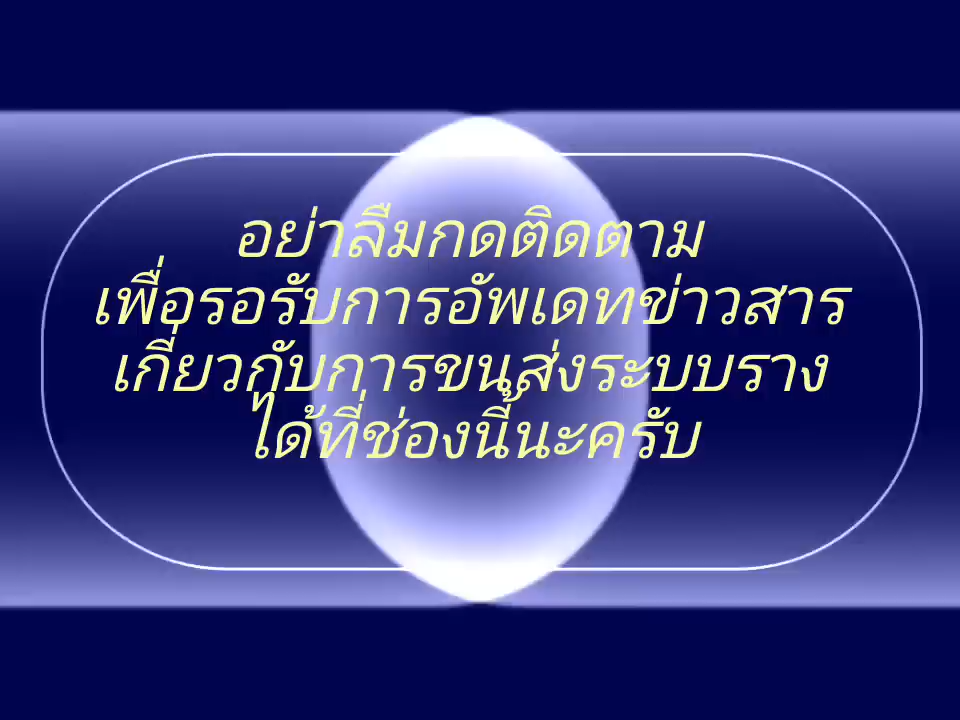 อย่าลืมกดติดตาม
เพื่อรอรับการอัพเดทข่าวสาร
เกี่ยวกับการขนส่งระบบราง
ได้ที่ช่องนี้นะครับ